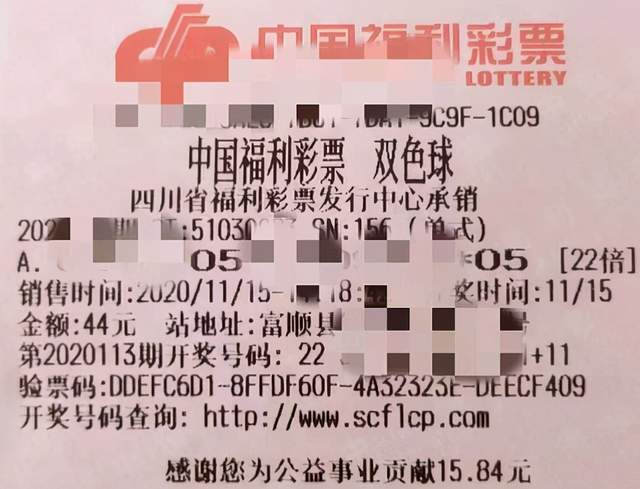 中国福利彩票
LOTTERY
9C9F-1C09
中国福利彩票 双色球
四川省福利彩票发行中心承销
202 :51030 SN:156 (单式)
A. 05 05 [22倍]
销售时间:2020/11/15- 奖时间:11/15
金额:44元 站地址:富顺县 号
第2020113期开奖号码: 22 1+11
验票码:DDEFC6D1-8FFDF60F-4A32323E-DEECF409
开奖号码查询: http://www.scflcp.com
感谢您为公益事业贡献15.84元